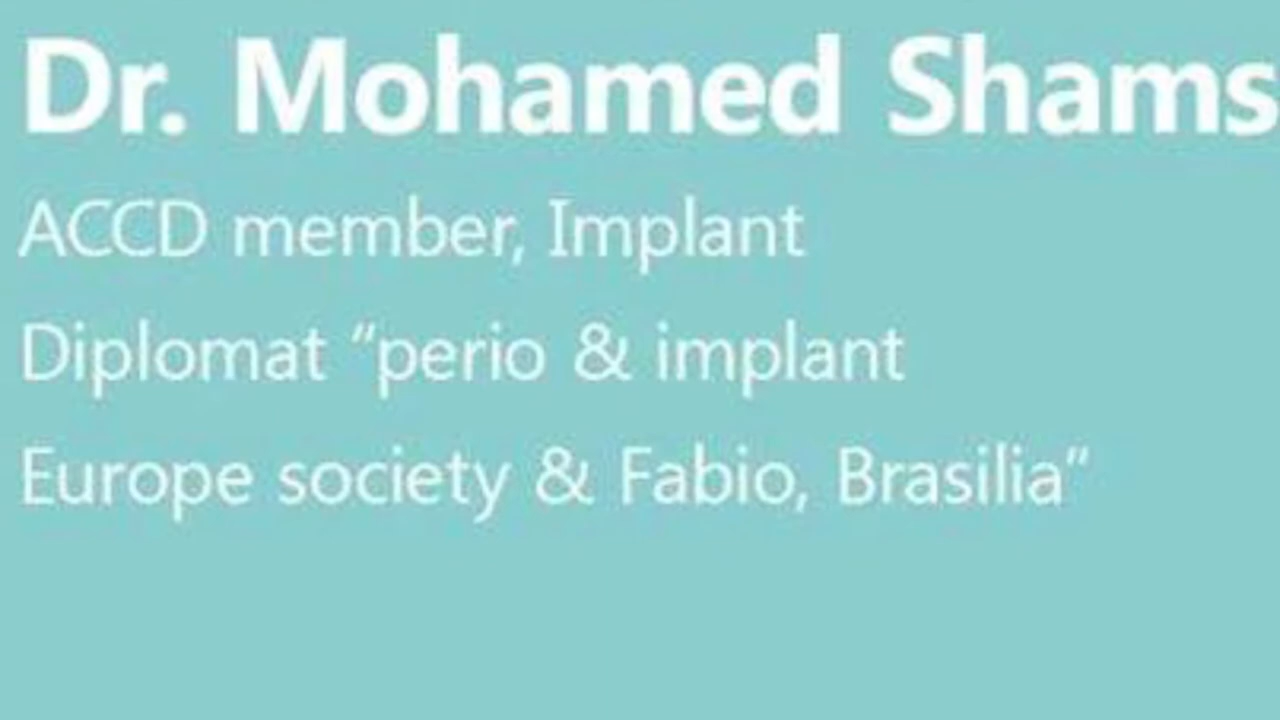 Dr. Mohamed Shams
ACCD member, Implant
Diplomat “perio & implant
Europe society & Fabio, Brasilia”